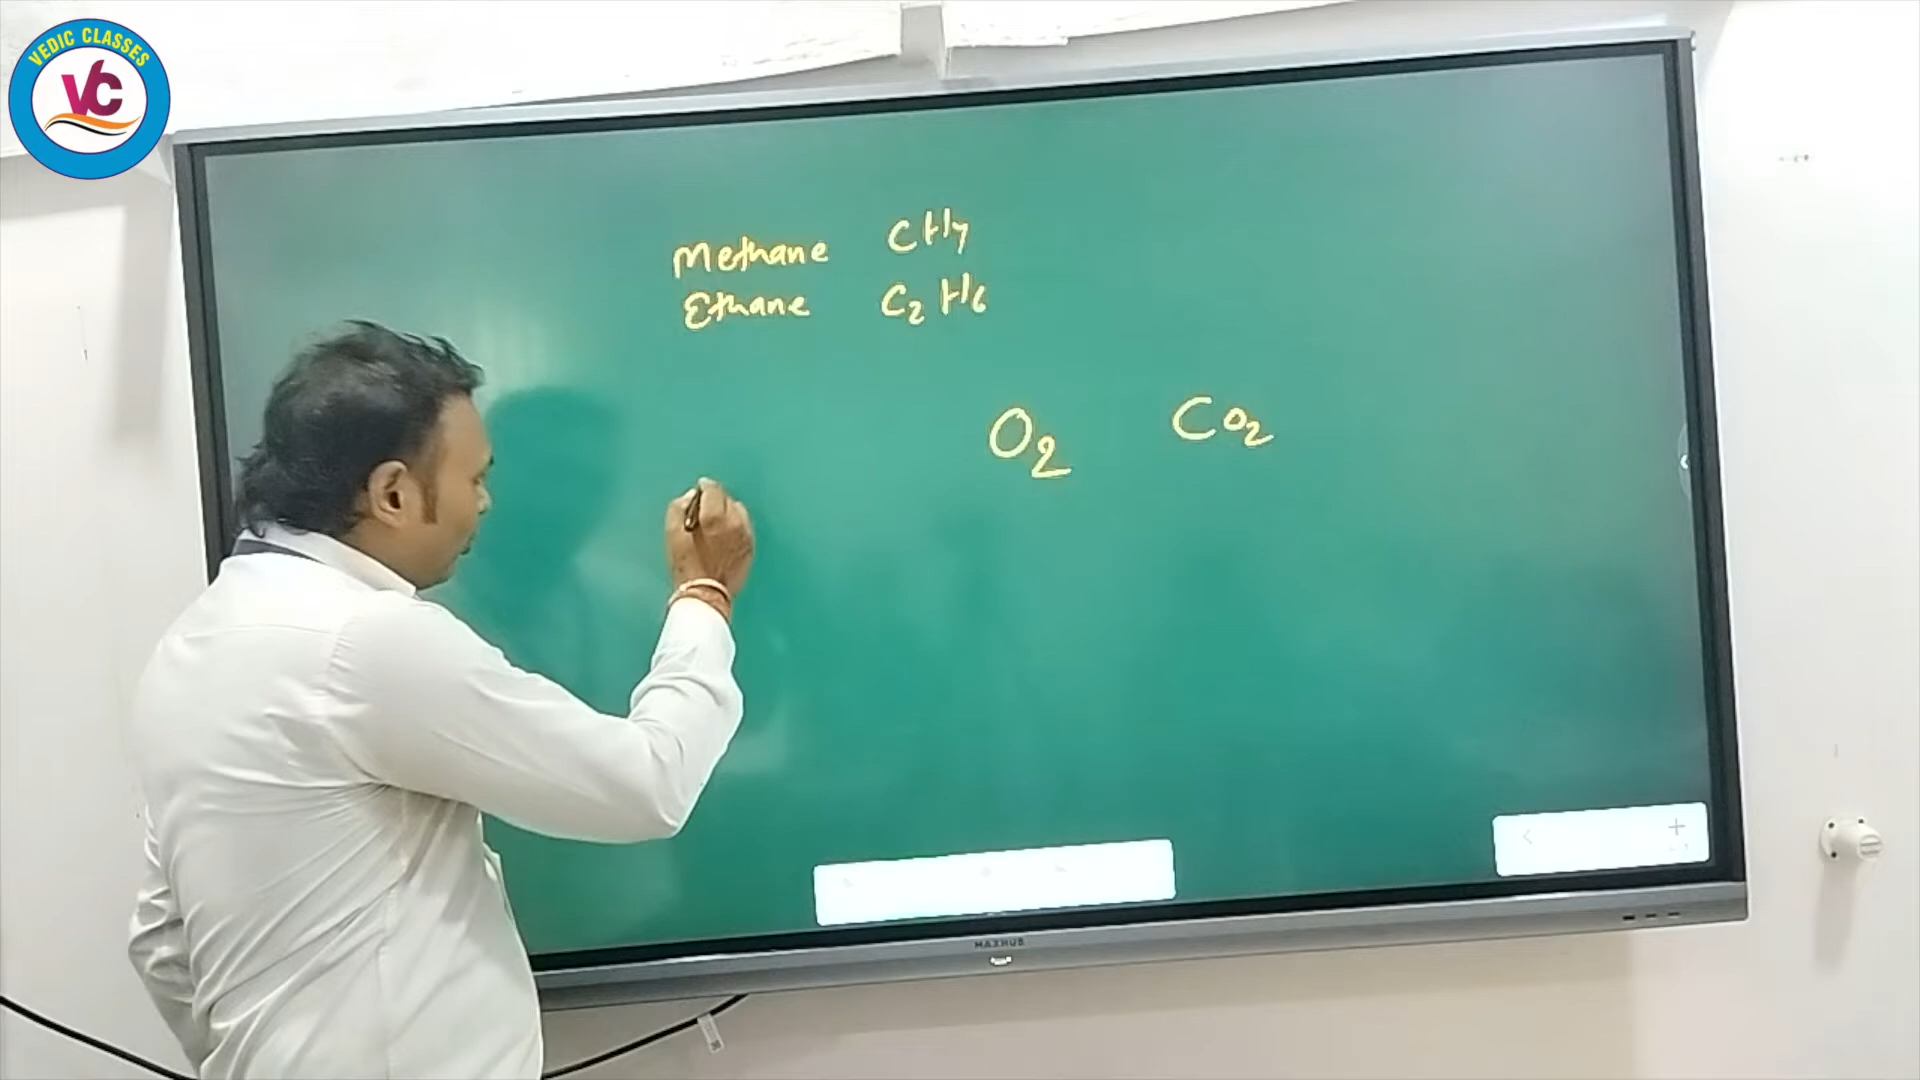 VEDIC CLASSES
VC
Methane CH4
Ethane C2H6
O2 CO2
MAXHUB